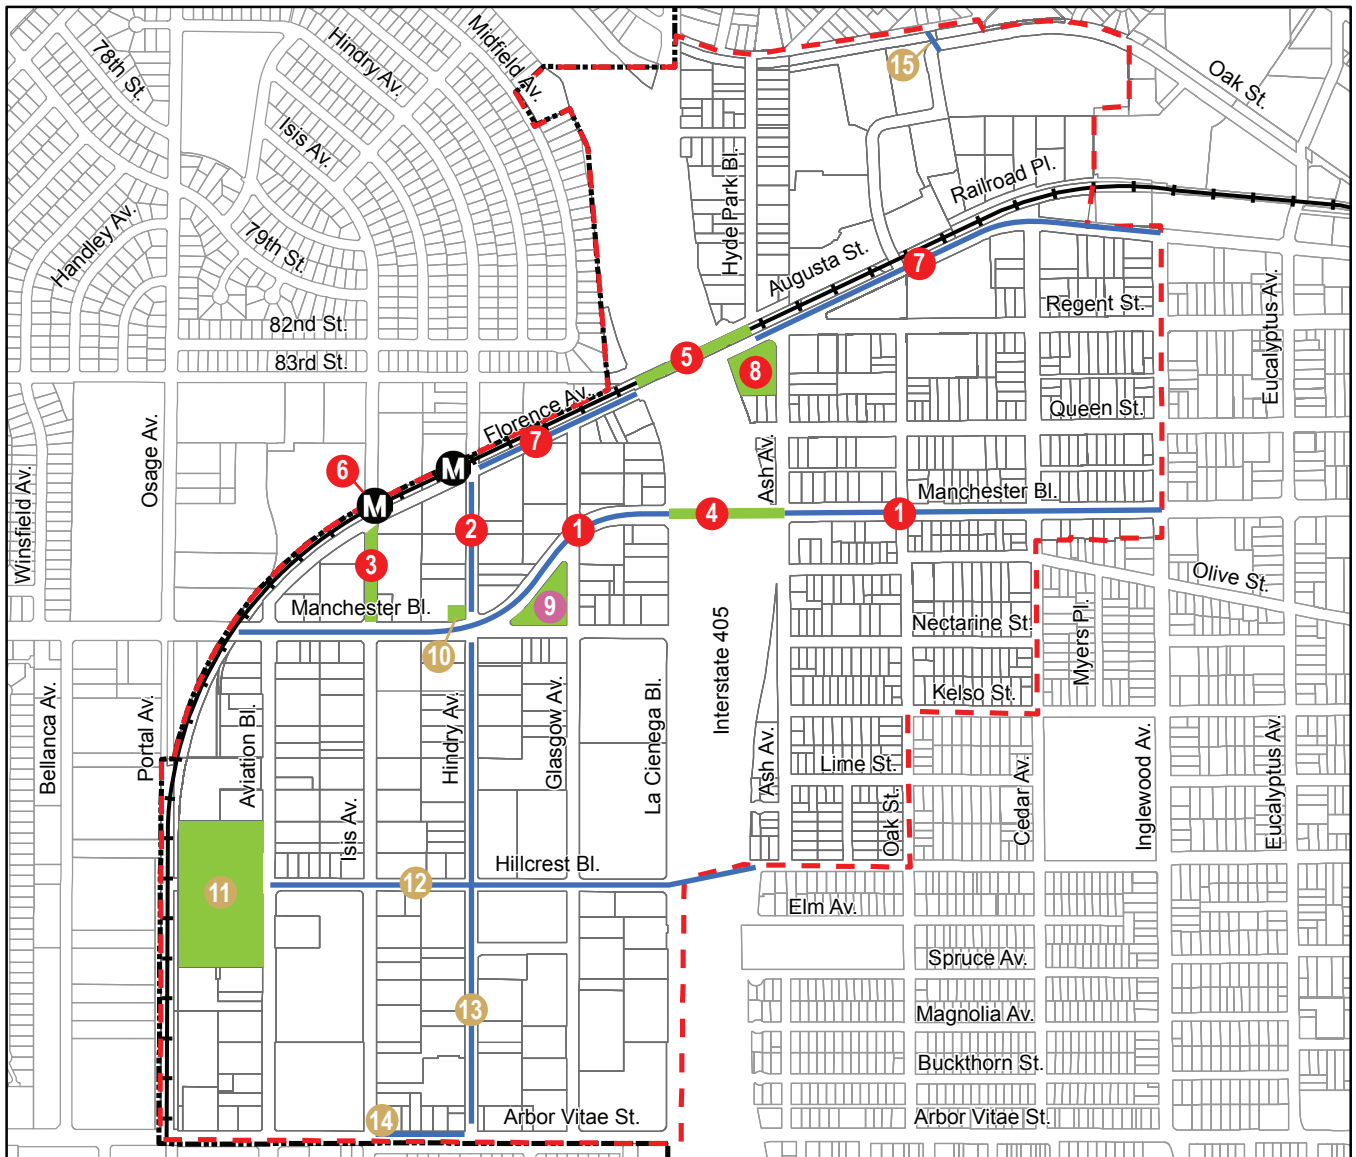 78th St.
Hindry Av.
Midfield Av.
Isis Av.
Handley Av.
79th St.
82nd St.
83rd St.
15
Oak St.
Hyde Park Bl.
Railroad Pl.
Augusta St.
7
Regent St.
Eucalyptus Av.
5
8
Queen St.
Florence Av.
7
M
6
M
Winsfield Av.
Osage Av.
Ash Av.
Manchester Bl.
2
1
4
1
3
Manchester Bl.
9
10
Olive St.
Nectarine St.
Myers Pl.
Kelso St.
Interstate 405
Bellanca Av.
Portal Av.
Aviation Bl.
Isis Av.
Hindry Av.
Glasgow Av.
La Cienega Bl.
Ash Av.
Lime St.
Oak St.
Cedar Av.
Inglewood Av.
Eucalyptus Av.
Hillcrest Bl.
11
12
Elm Av.
Spruce Av.
13
Magnolia Av.
Buckthorn St.
14
Arbor Vitae St.
Arbor Vitae St.